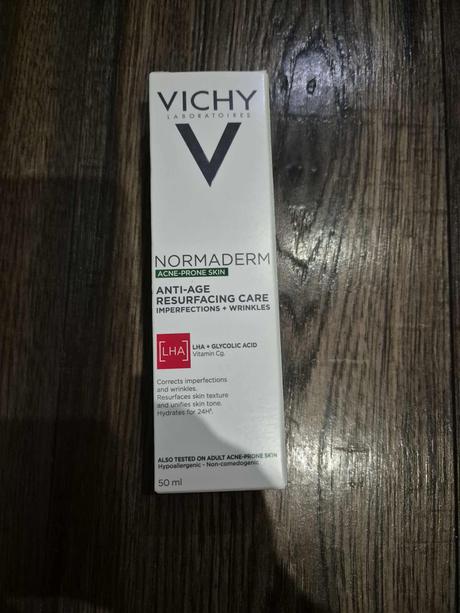 VICHY
LABORATOIRES
V
NORMADERM
ACNE-PRONE SKIN
ANTI-AGE
RESURFACING CARE
IMPERFECTIONS + WRINKLES
[LHA]
LHA + GLYCOLIC ACID
Vitamin Cg.
Corrects imperfections
and wrinkles.
Resurfaces skin texture
and unifies skin tone.
Hydrates for 24H¹.
ALSO TESTED ON ADULT ACNE-PRONE SKIN
Hypoallergenic - Non-comedogenic
50 ml